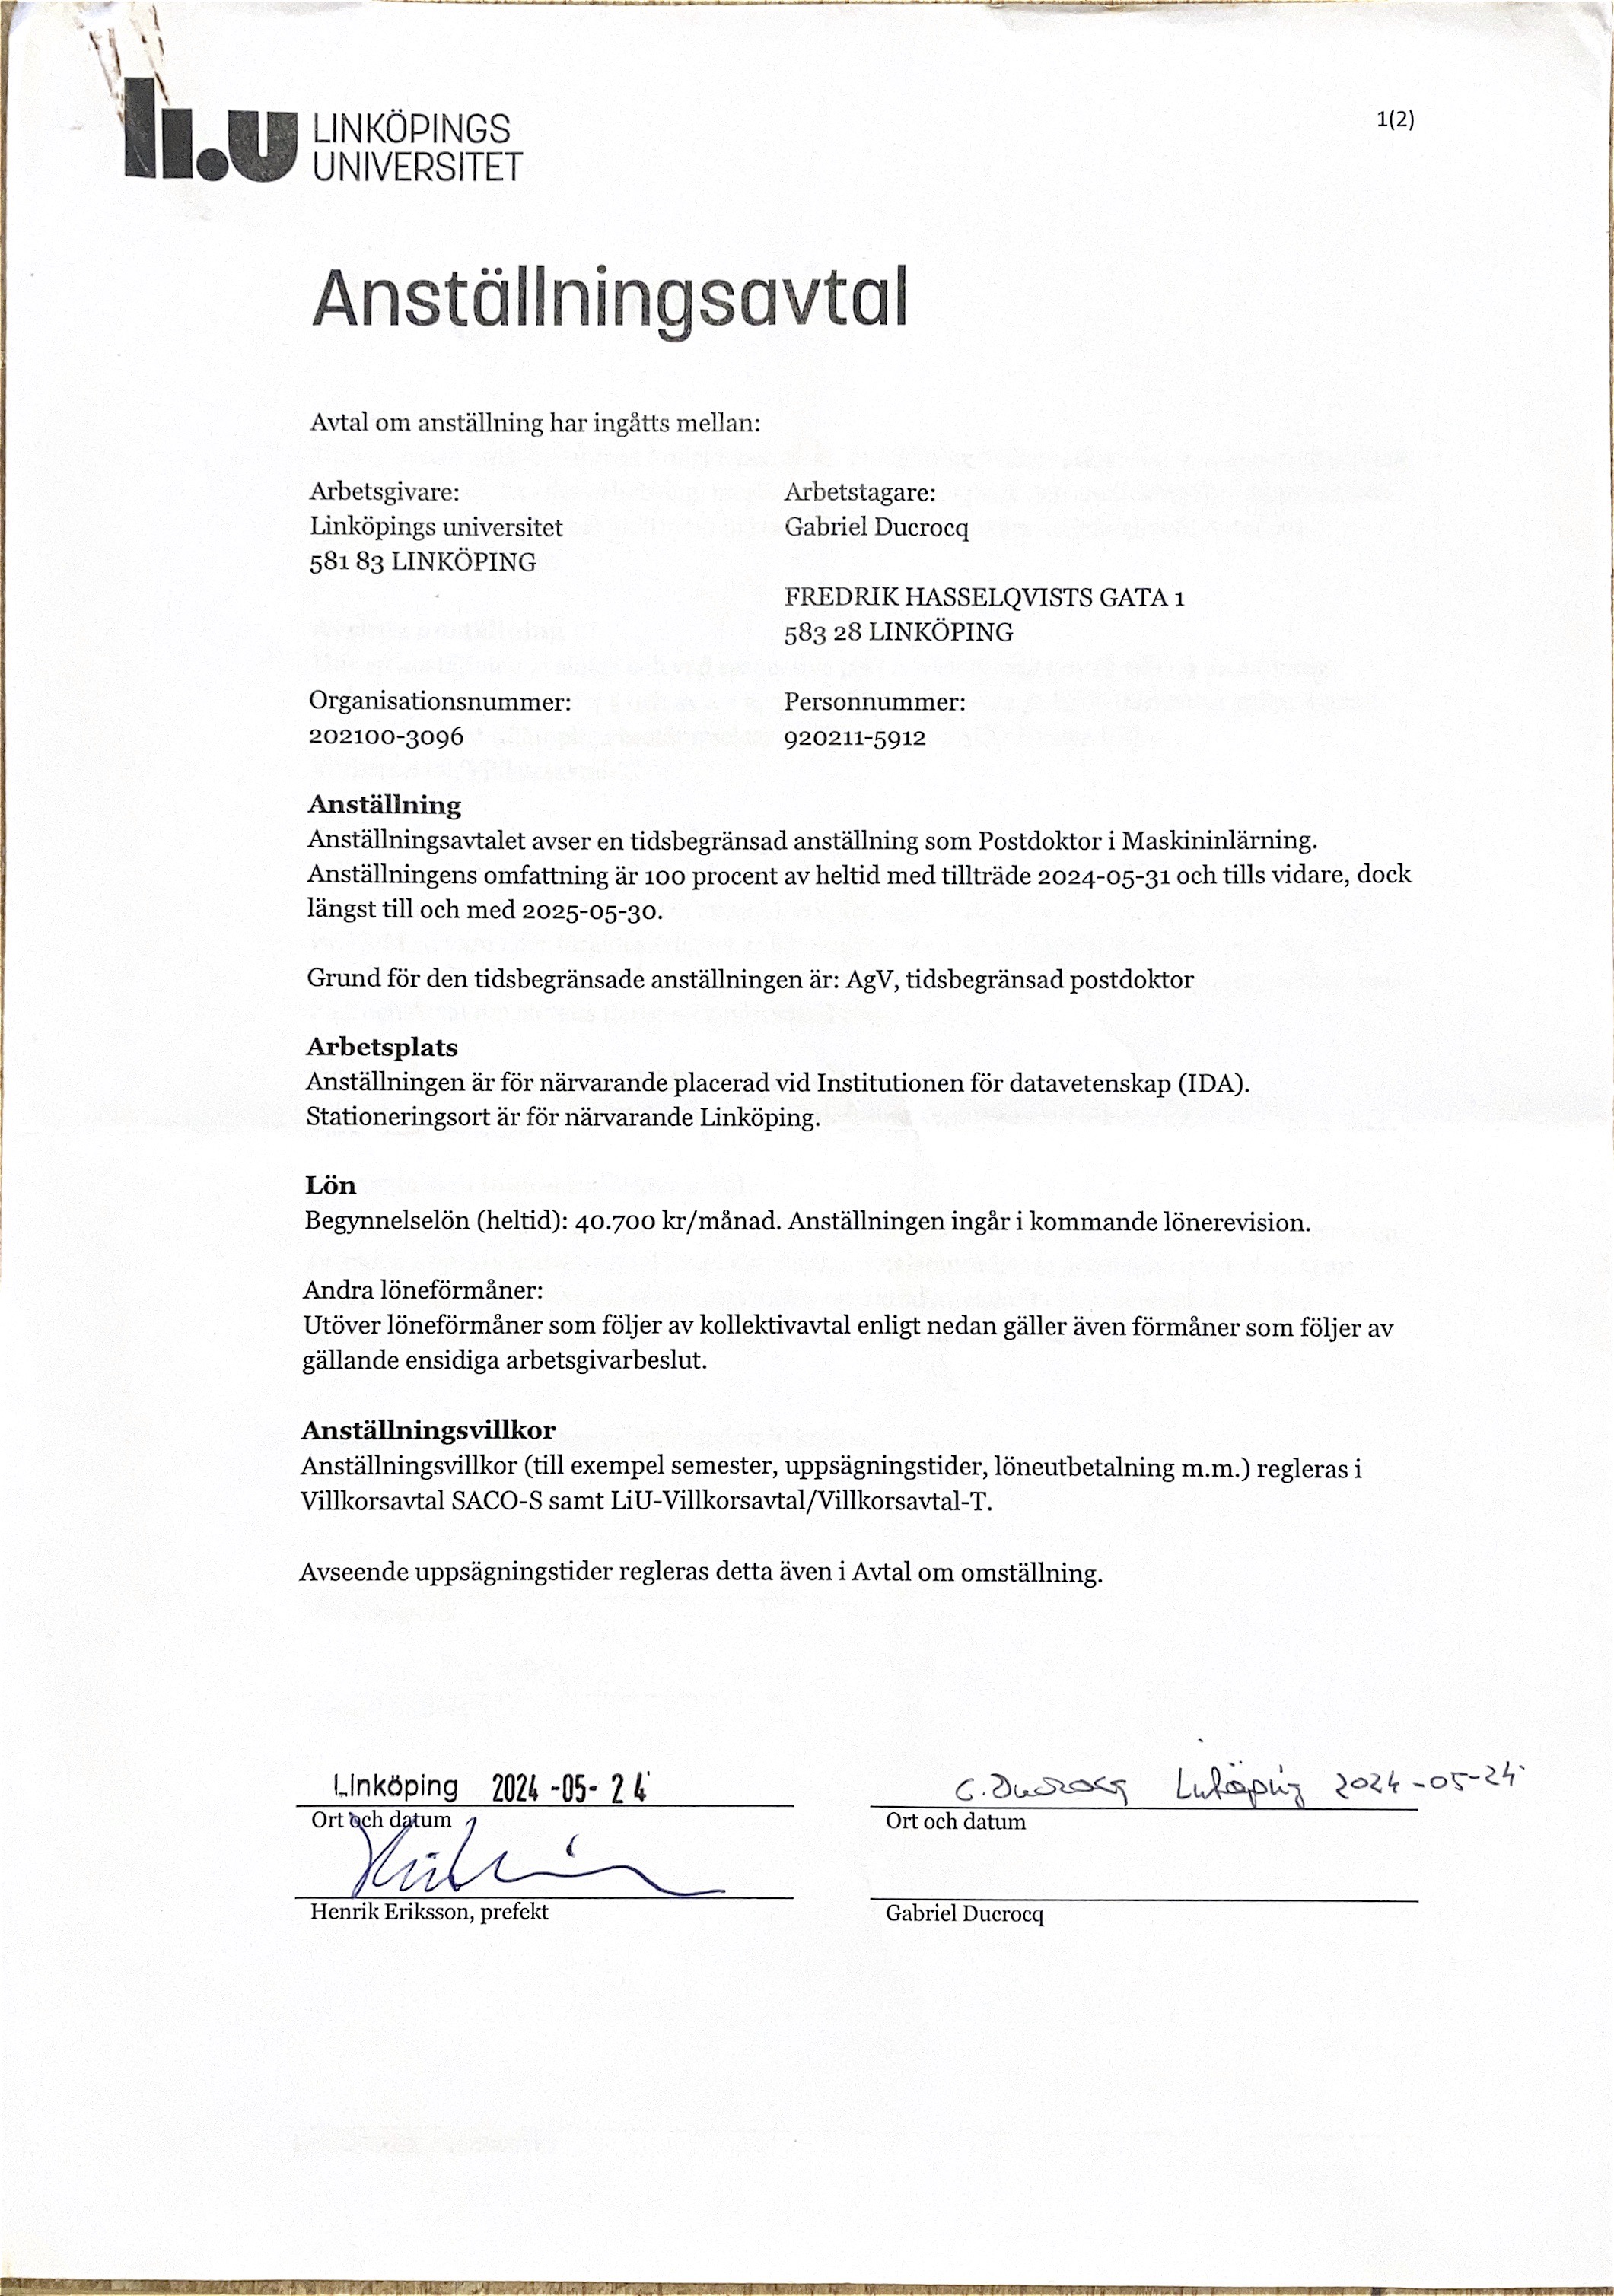 LINKÖPINGS
UNIVERSITET
1(2)
Anställningsavtal
Avtal om anställning har ingåtts mellan:
Arbetsgivare:
Linköpings universitet
581 83 LINKÖPING
Arbetstagare:
Gabriel Ducrocq
FREDRIK HASSELQVISTS GATA 1
583 28 LINKÖPING
Organisationsnummer:
202100-3096
Personnummer:
920211-5912
Anställning
Anställningsavtalet avser en tidsbegränsad anställning som Postdoktor i Maskininlärning.
Anställningens omfattning är 100 procent av heltid med tillträde 2024-05-31 och tills vidare, dock
längst till och med 2025-05-30.
Grund för den tidsbegränsade anställningen är: AgV, tidsbegränsad postdoktor
Arbetsplats
Anställningen är för närvarande placerad vid Institutionen för datavetenskap (IDA).
Stationeringsort är för närvarande Linköping.
Lön
Begynnelselön (heltid): 40.700 kr/månad. Anställningen ingår i kommande lönerevision.
Andra löneförmåner:
Utöver löneförmåner som följer av kollektivavtal enligt nedan gäller även förmåner som följer av
gällande ensidiga arbetsgivarbeslut.
Anställningsvillkor
Anställningsvillkor (till exempel semester, uppsägningstider, löneutbetalning m.m.) regleras i
Villkorsavtal SACO-S samt LiU-Villkorsavtal/Villkorsavtal-T.
Avseende uppsägningstider regleras detta även i Avtal om omställning.
Linköping 2024-05-24
Ort och datum
Henrik Eriksson, prefekt
G. Ducrocq Linköping 2024-05-24
Ort och datum
Gabriel Ducrocq